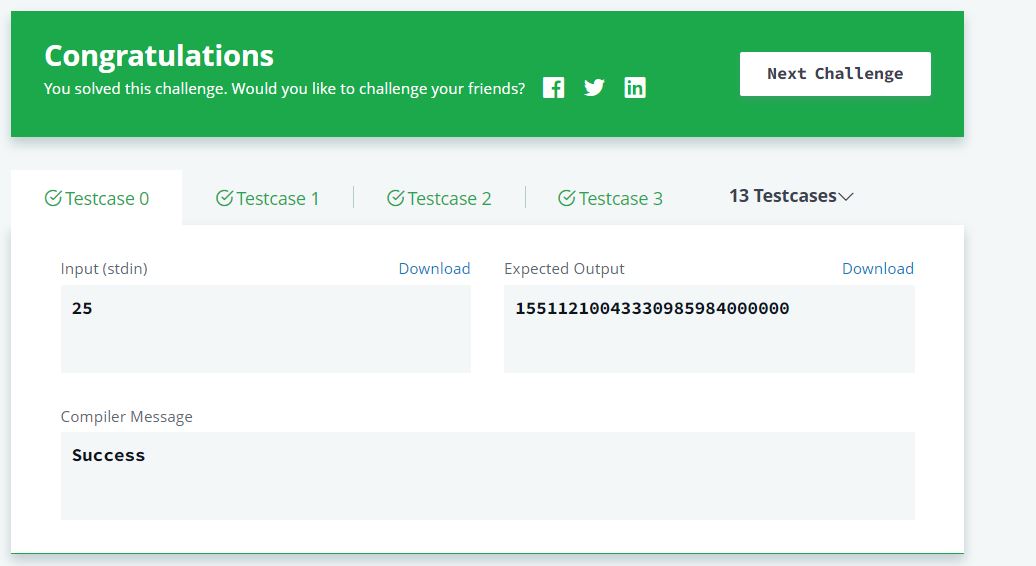 Congratulations
You solved this challenge. Would you like to challenge your friends?
Next Challenge
Testcase 0
Testcase 1
Testcase 2
Testcase 3
13 Testcases
Input (stdin)
Download
Expected Output
Download
25
15511210043330985984000000
Compiler Message
Success